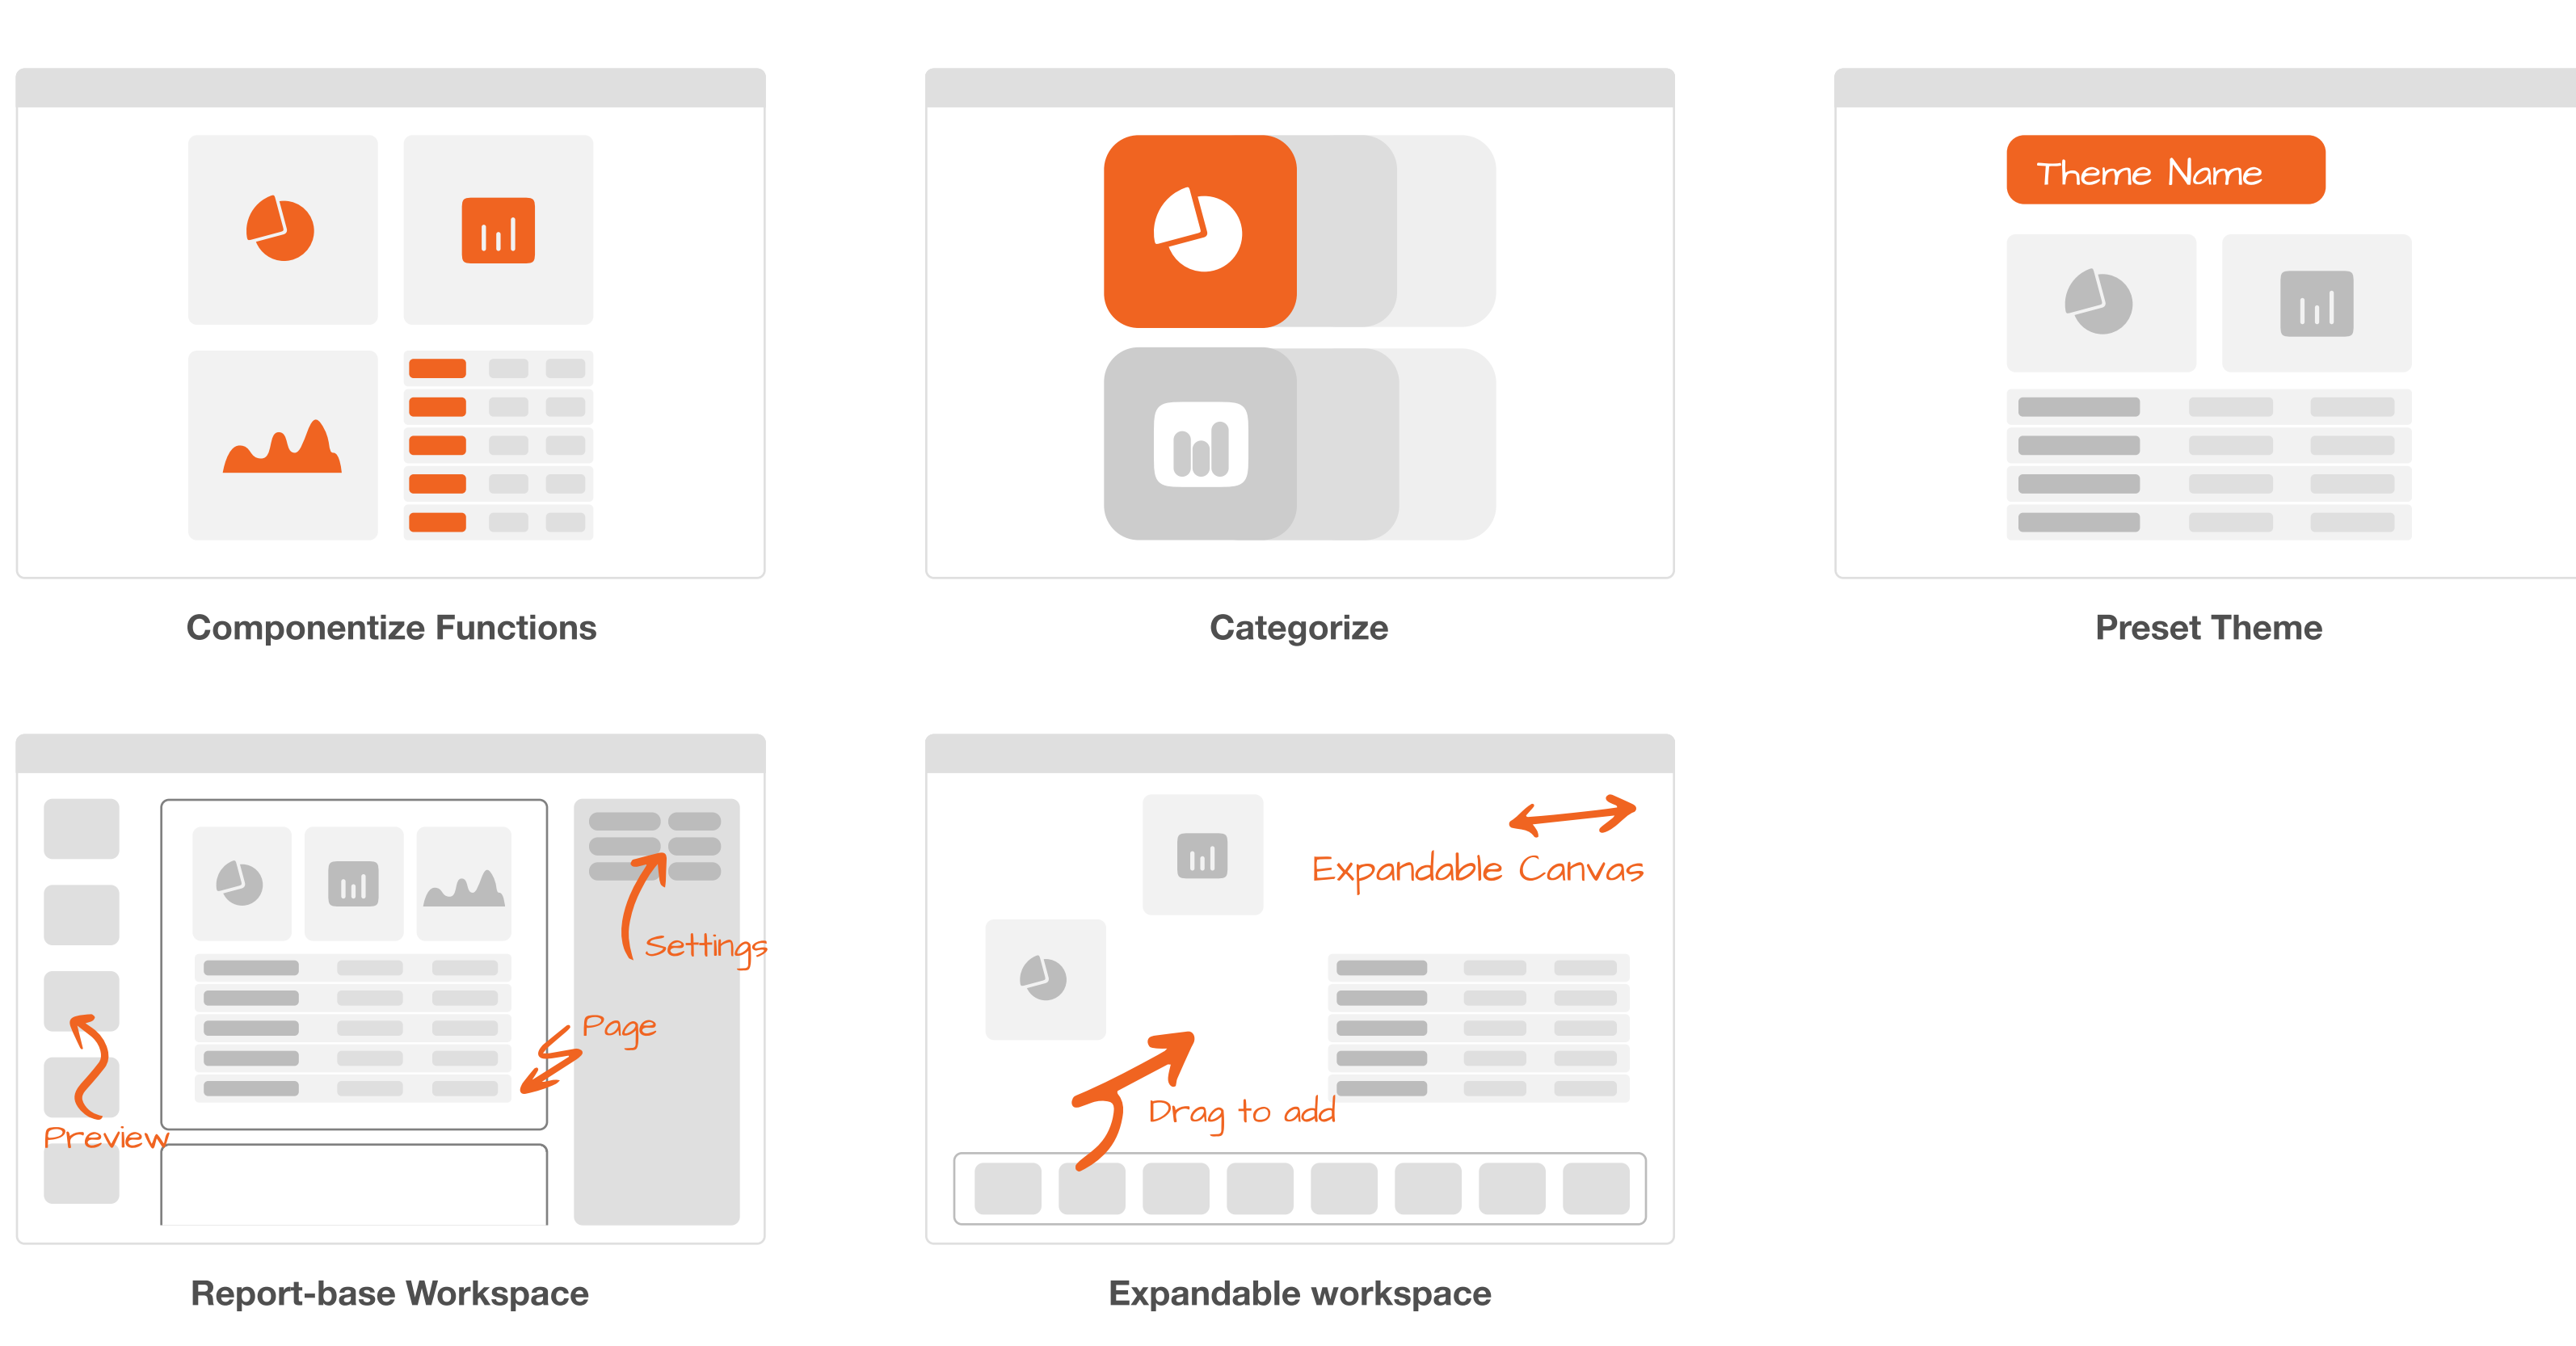 Theme Name
Componentize Functions
Categorize
Preset Theme
Settings
Page
Preview
Expandable Canvas
Drag to add
Report-base Workspace
Expandable workspace